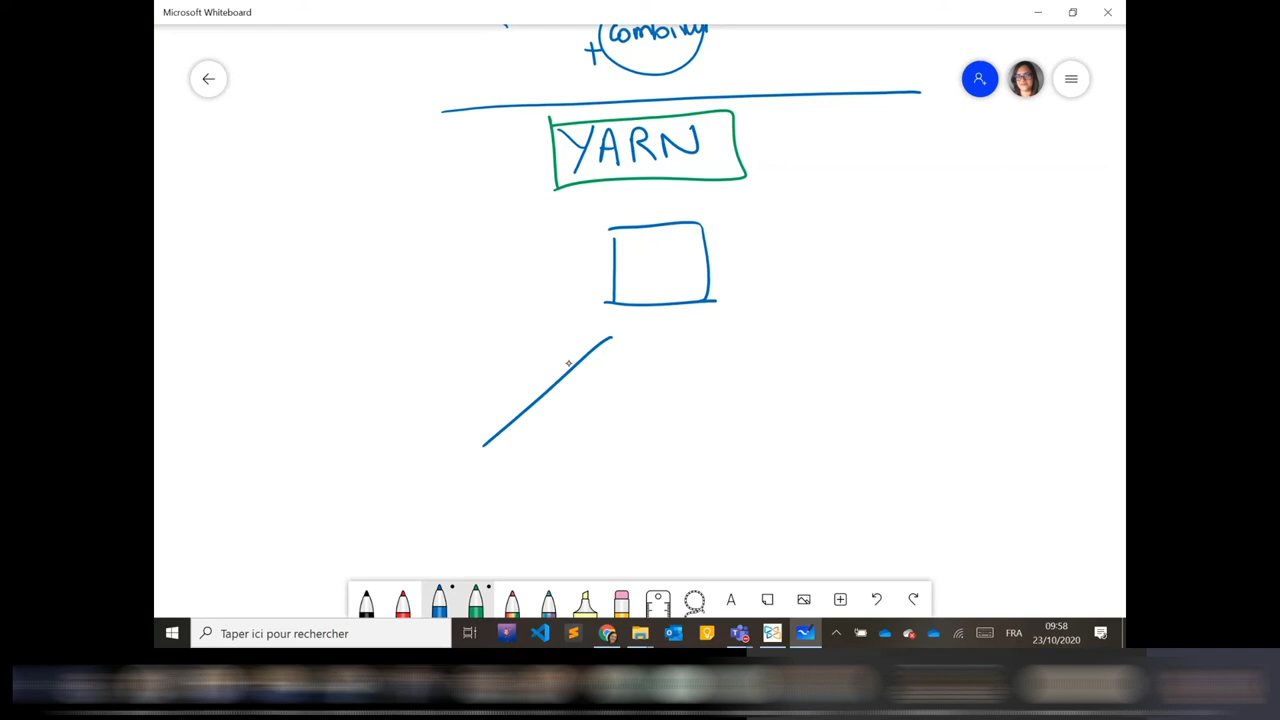 Microsoft Whiteboard
+
YARN
A
Taper ici pour rechercher
FRA
09:58
23/10/2020